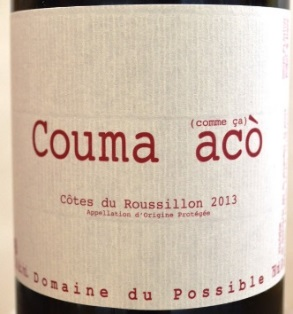 (comme ça)
Couma acò
Côtes du Roussillon 2013
Appellation d'Origine Protégée
Domaine du Possible